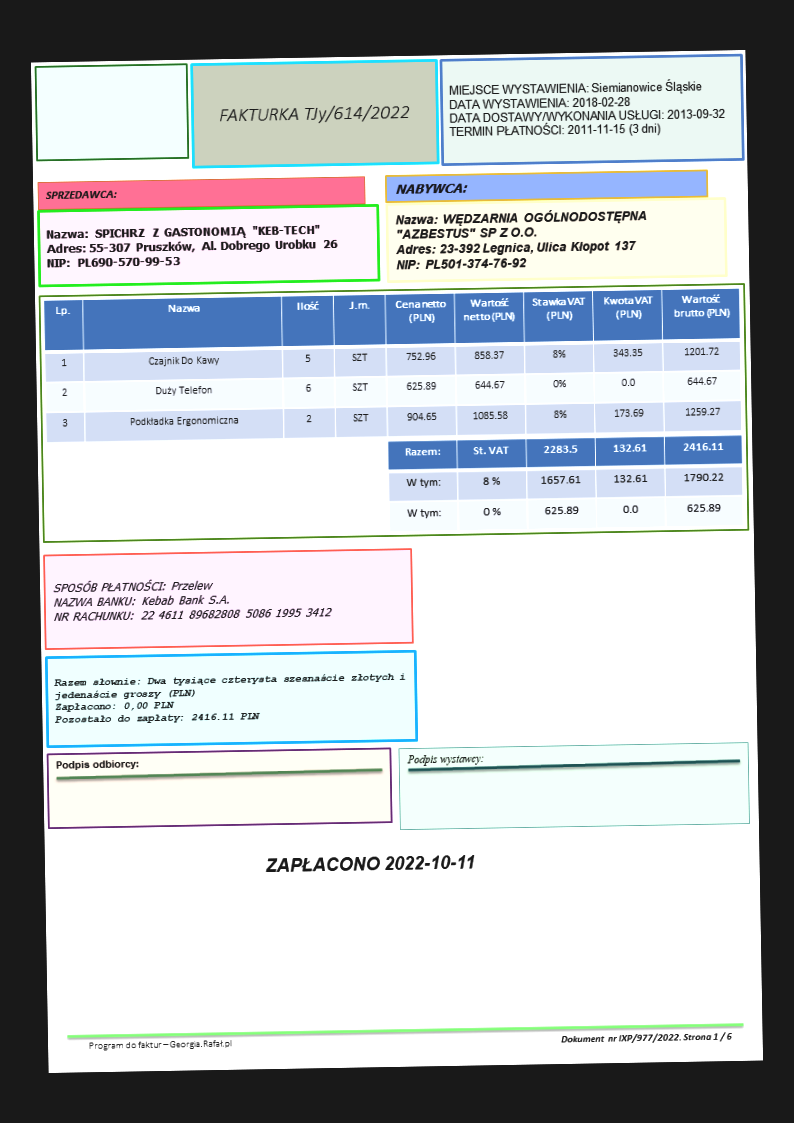 FAKTURKA TJy/614/2022
MIEJSCE WYSTAWIENIA: Siemianowice Śląskie
DATA WYSTAWIENIA: 2018-02-28
DATA DOSTAWY/WYKONANIA USŁUGI: 2013-09-32
TERMIN PŁATNOŚCI: 2011-11-15 (3 dni)
SPRZEDAWCA:
Nazwa: SPICHRZ Z GASTONOMIĄ "KEB-TECH"
Adres: 55-307 Pruszków, Al. Dobrego Urobku 26
NIP: PL690-570-99-53
NABYWCA:
Nazwa: WĘDZARNIA OGÓLNODOSTĘPNA
"AZBESTUS" SP Z O.O.
Adres: 23-392 Legnica, Ulica Kłopot 137
NIP: PL501-374-76-92
Lp. Nazwa Ilość J.m. Cena netto (PLN) Wartość netto (PLN) Stawka VAT (PLN) Kwota VAT (PLN) Wartość brutto (PLN)
1 Czajnik Do Kawy 5 SZT 752.96 858.37 8% 343.35 1201.72
2 Duży Telefon 6 SZT 625.89 644.67 0% 0.0 644.67
3 Podkładka Ergonomiczna 2 SZT 904.65 1085.58 8% 173.69 1259.27
Razem: St. VAT 2283.5 132.61 2416.11
W tym: 8 % 1657.61 132.61 1790.22
W tym: 0 % 625.89 0.0 625.89
SPOSÓB PŁATNOŚCI: Przelew
NAZWA BANKU: Kebab Bank S.A.
NR RACHUNKU: 22 4611 89682808 5086 1995 3412
Razem słownie: Dwa tysiące czterysta szesnaście złotych i
jedenaście groszy (PLN)
Zapłacono: 0,00 PLN
Pozostało do zapłaty: 2416.11 PLN
Podpis odbiorcy:
Podpis wystawcy:
ZAPŁACONO 2022-10-11
Program do faktur – Georgia.Rafał.pl
Dokument nr IXP/977/2022. Strona 1 / 6